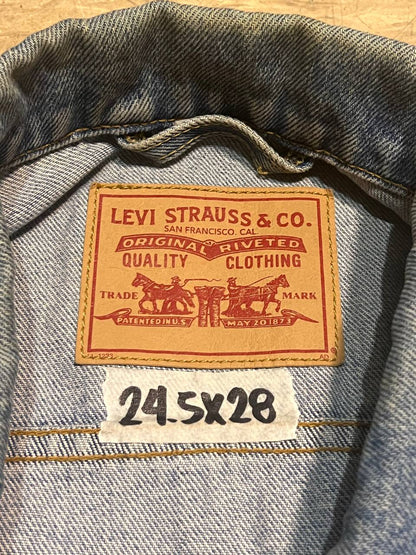 LEVI STRAUSS & CO.
SAN FRANCISCO, CAL.
ORIGINAL RIVETED
QUALITY CLOTHING
TRADE MARK
PATENTED IN U.S. MAY 20 1873
24.5X28